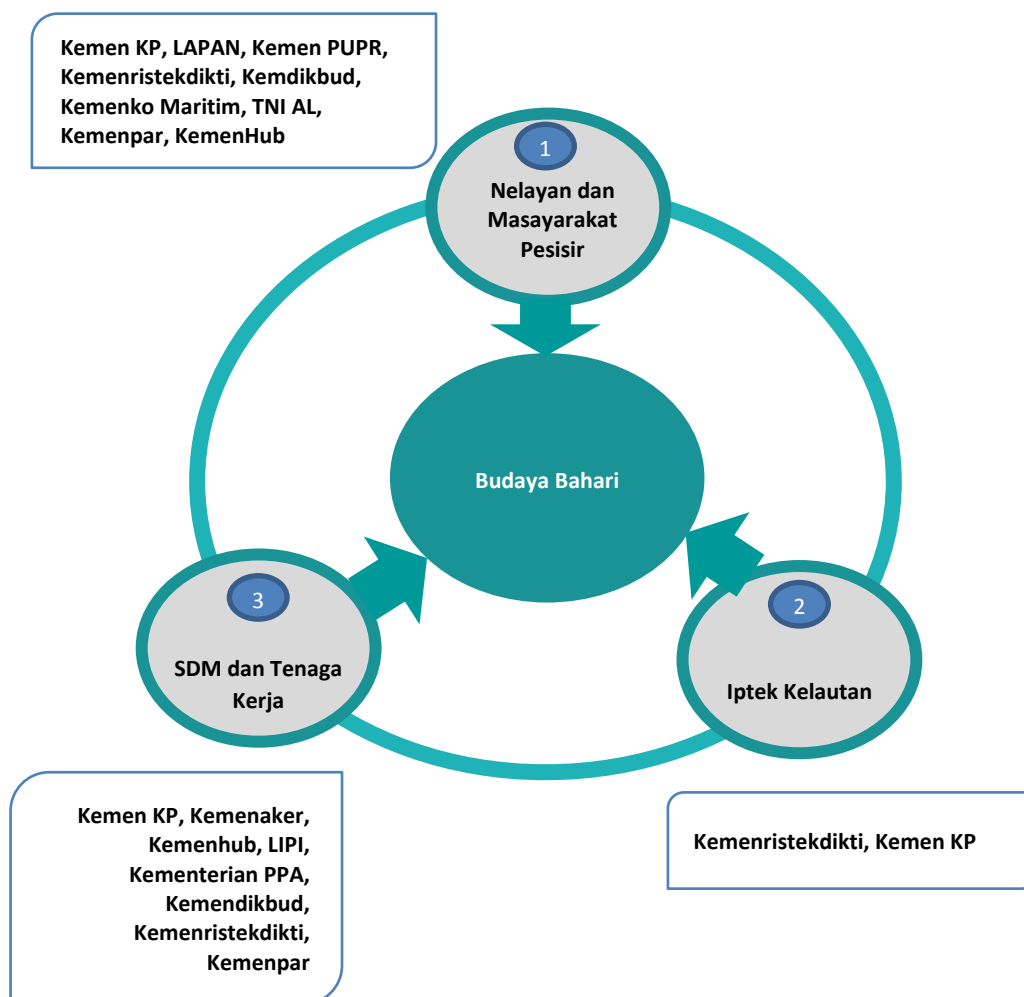 Kemen KP, LAPAN, Kemen PUPR,
Kemenristekdikti, Kemdikbud,
Kemenko Maritim, TNI AL,
Kemenpar, KemenHub
1
Nelayan dan
Masayarakat
Pesisir
Budaya Bahari
3
SDM dan Tenaga
Kerja
2
Iptek Kelautan
Kemen KP, Kemenaker,
Kemenhub, LIPI,
Kementerian PPA,
Kemendikbud,
Kemenristekdikti,
Kemenpar
Kemenristekdikti, Kemen KP